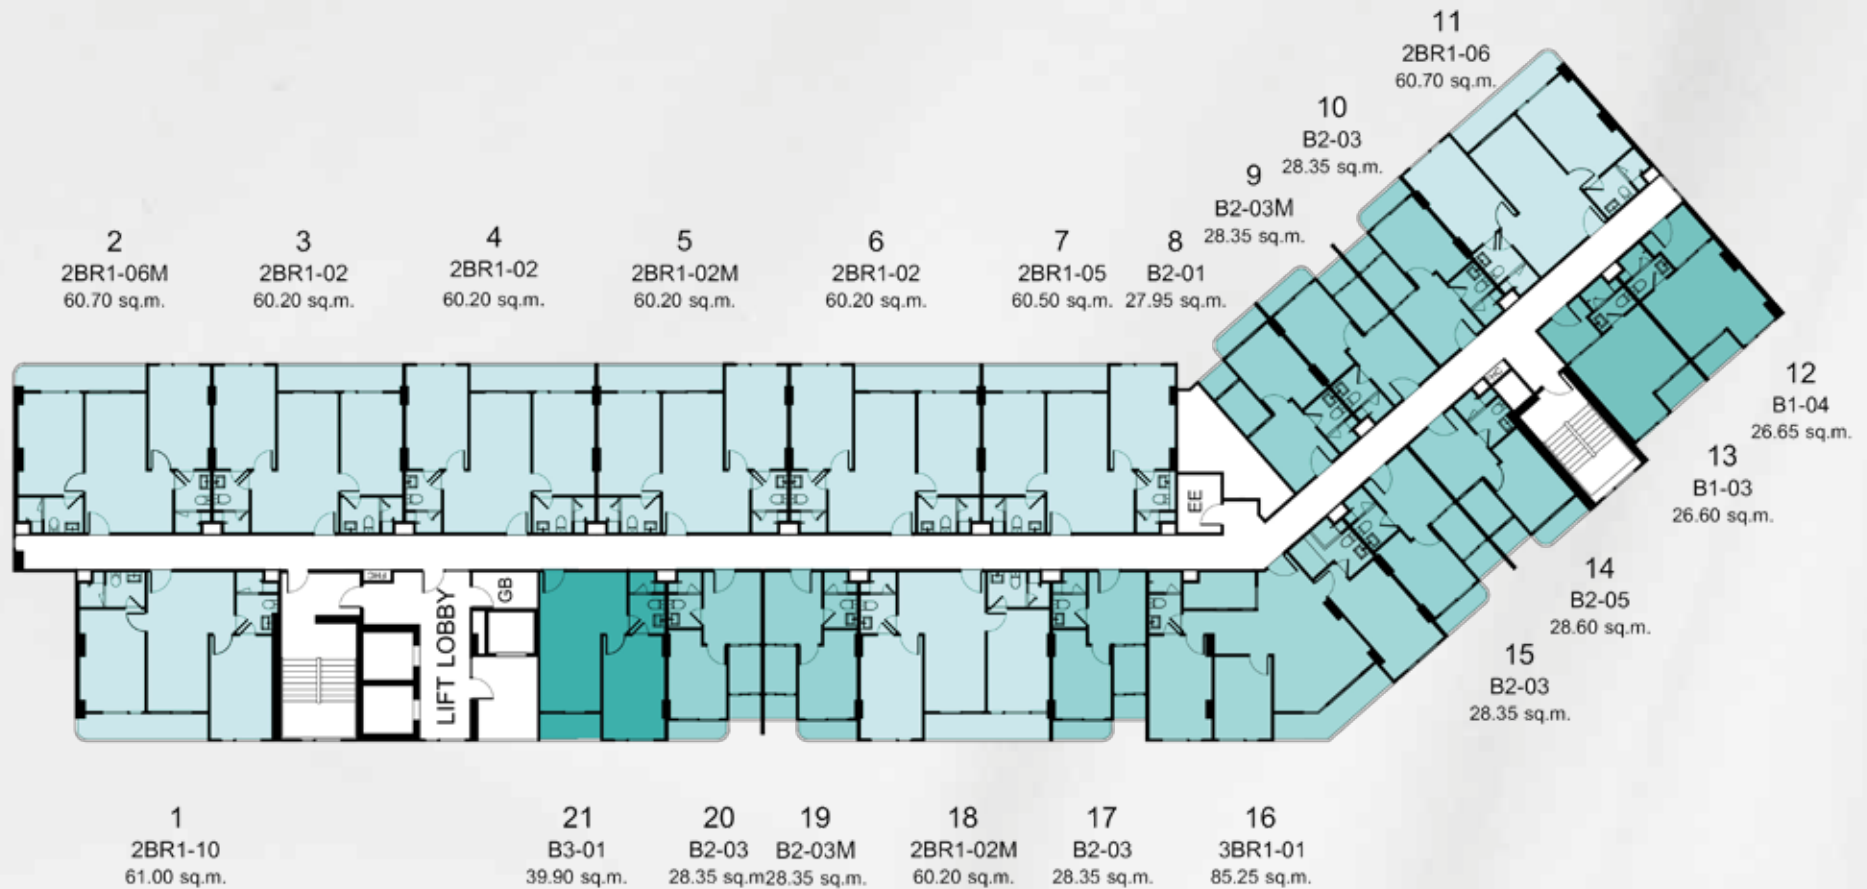 11
2BR1-06
60.70 sq.m.
10
B2-03
28.35 sq.m.
9
B2-03M
28.35 sq.m.
2
2BR1-06M
60.70 sq.m.
3
2BR1-02
60.20 sq.m.
4
2BR1-02
60.20 sq.m.
5
2BR1-02M
60.20 sq.m.
6
2BR1-02
60.20 sq.m.
7
2BR1-05
60.50 sq.m.
8
B2-01
27.95 sq.m.
12
B1-04
26.65 sq.m.
13
B1-03
26.60 sq.m.
14
B2-05
28.60 sq.m.
15
B2-03
28.35 sq.m.
EE
FHC
FHC
GB
LIFT LOBBY
1
2BR1-10
61.00 sq.m.
21
B3-01
39.90 sq.m.
20
B2-03
28.35 sq.m
19
B2-03M
28.35 sq.m.
18
2BR1-02M
60.20 sq.m.
17
B2-03
28.35 sq.m.
16
3BR1-01
85.25 sq.m.